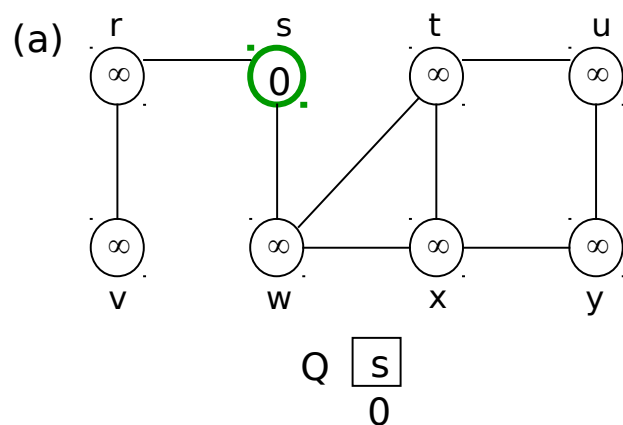 (a) r s t u
∞ 0 ∞ ∞
∞ ∞ ∞ ∞
v w x y
Q s
0